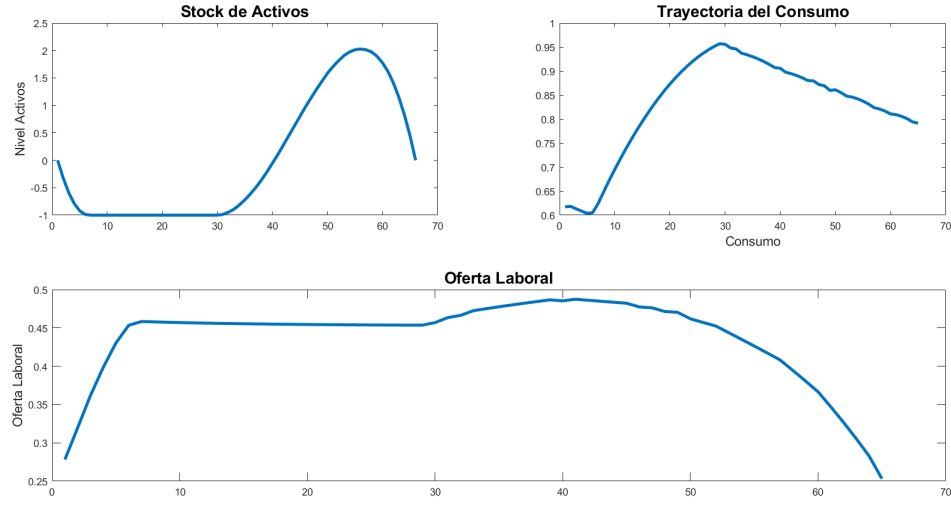 Stock de Activos
Nivel Activos
2.5
2
1.5
1
0.5
0
-0.5
-1
0 10 20 30 40 50 60 70
Trayectoria del Consumo
1
0.95
0.9
0.85
0.8
0.75
0.7
0.65
0.6
0 10 20 30 40 50 60 70
Consumo
Oferta Laboral
Oferta Laboral
0.5
0.45
0.4
0.35
0.3
0.25
0 10 20 30 40 50 60 70